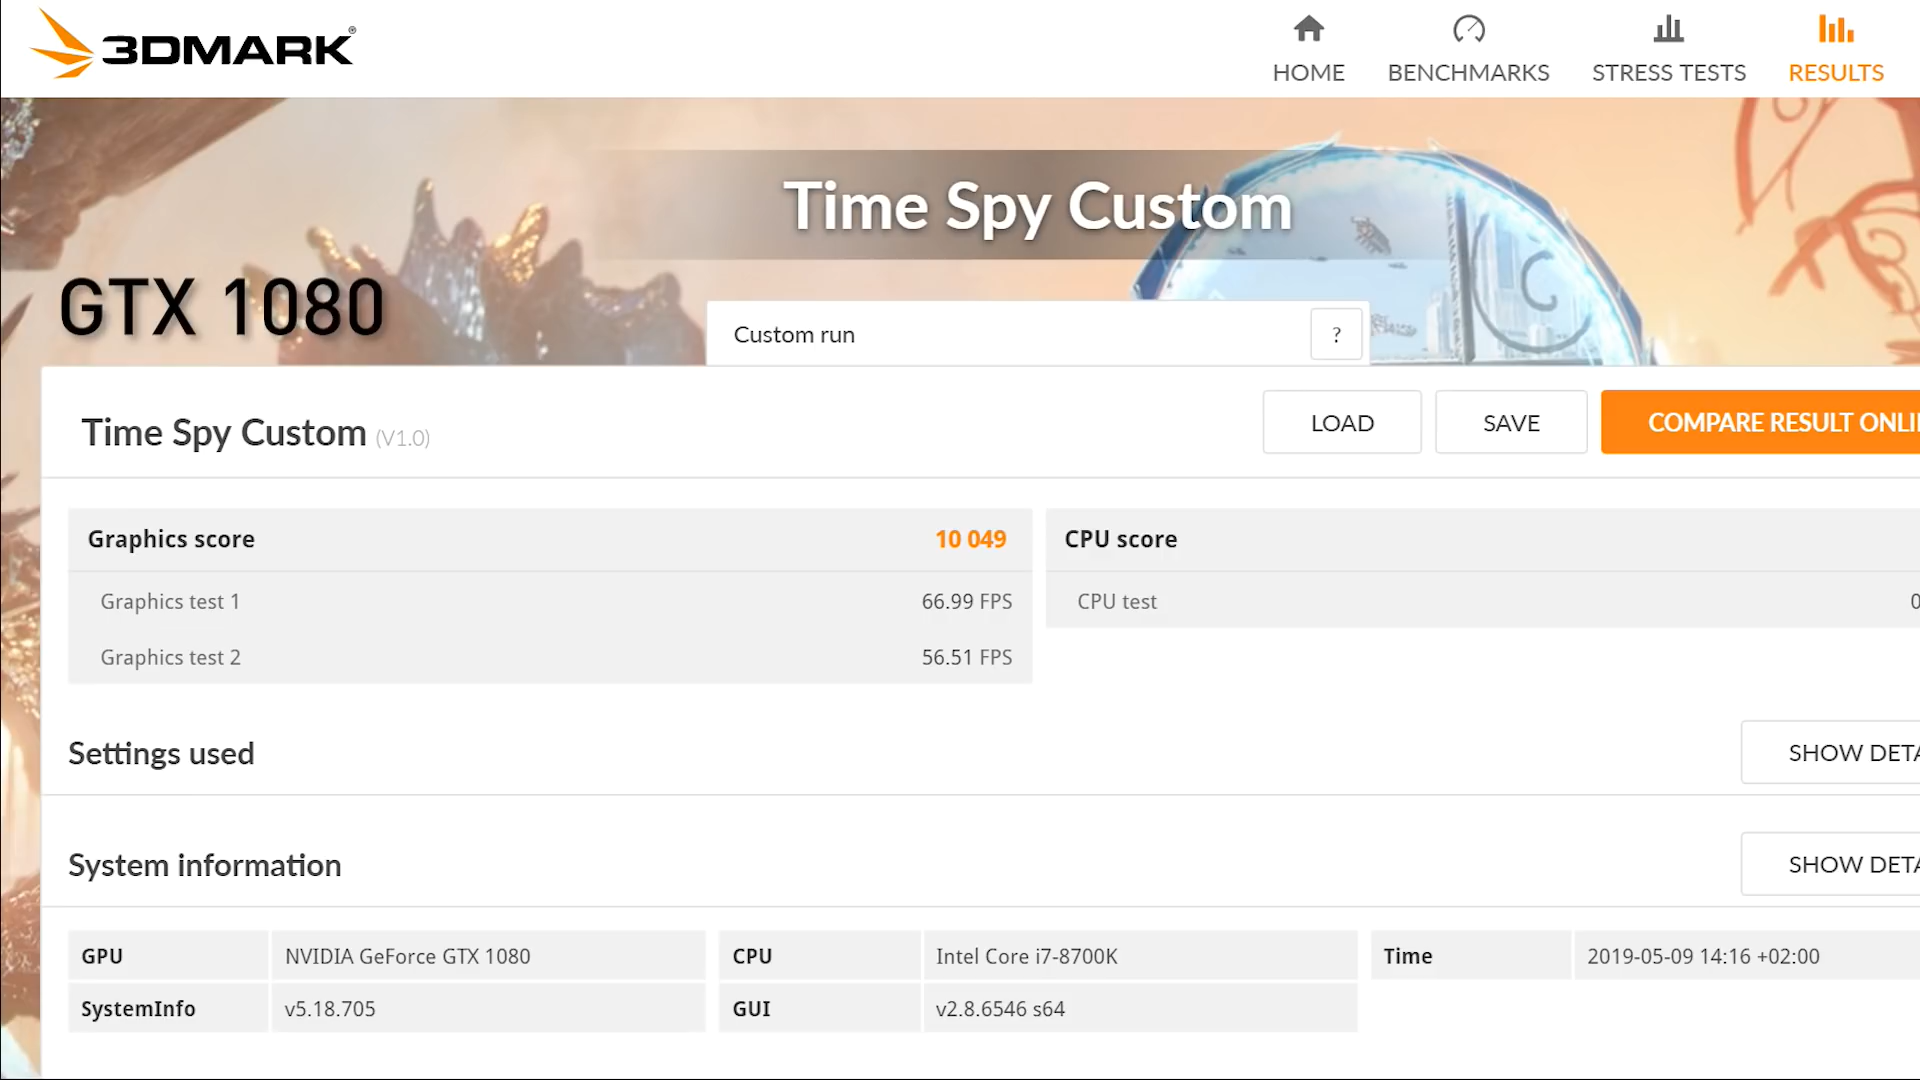 3DMARK®
HOME
BENCHMARKS
STRESS TESTS
RESULTS
Time Spy Custom
GTX 1080
Custom run
?
Time Spy Custom (V1.0)
LOAD
SAVE
COMPARE RESULT ONLI
Graphics score 10 049
Graphics test 1 66.99 FPS
Graphics test 2 56.51 FPS
CPU score
CPU test 0
Settings used
SHOW DETA
System information
SHOW DETA
GPU NVIDIA GeForce GTX 1080 CPU Intel Core i7-8700K Time 2019-05-09 14:16 +02:00
SystemInfo v5.18.705 GUI v2.8.6546 s64